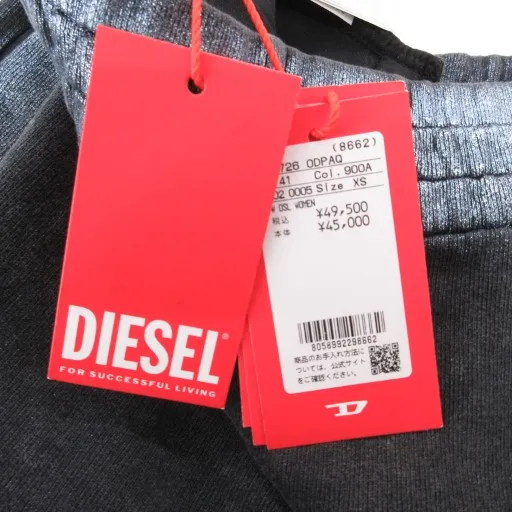 DIESEL®
FOR SUCCESSFUL LIVING
(8662)
726 0DPAQ
41 Col. 900A
02 0005 Size XS
DSL WOMEN
税込 ¥49,500
本体 ¥45,000
8058992298662
商品のお手入れ方法に
ついては、公式サイト
をご確認ください。
D